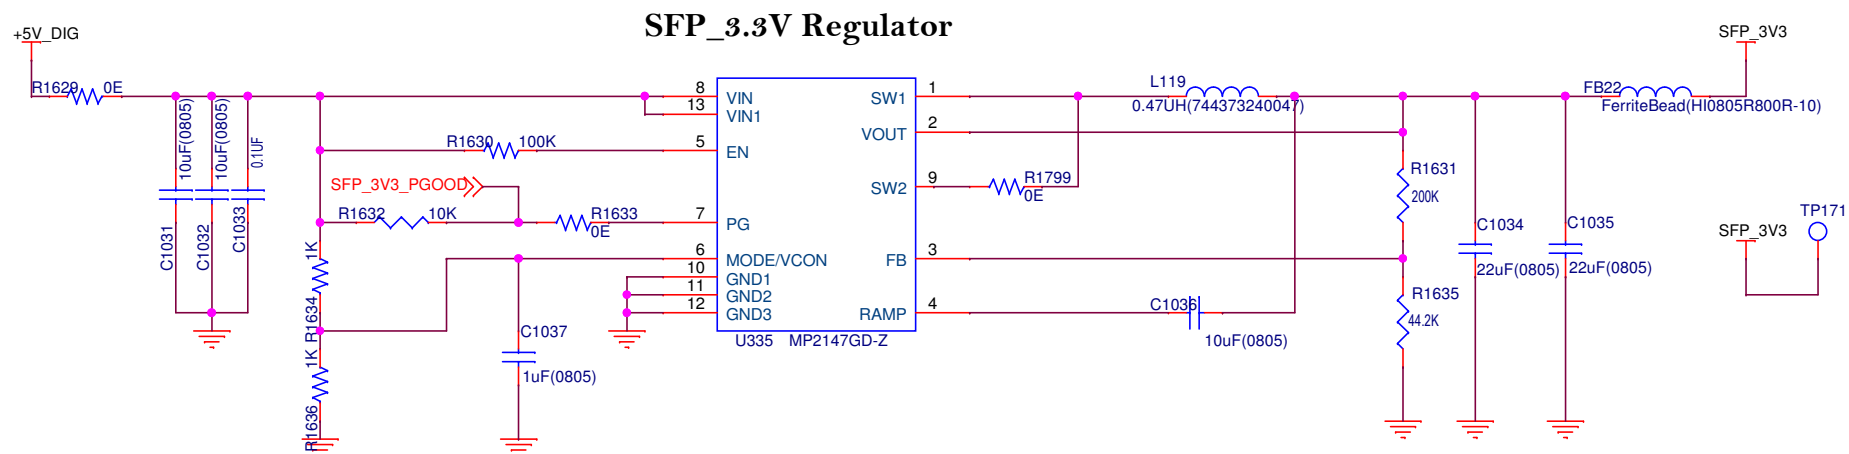 SFP_3.3V Regulator
+5V_DIG
R1629 0E
10uF(0805)
10uF(0805)
0.1UF
C1031
C1032
C1033
R1630 100K
SFP_3V3_PGOOD
R1632 10K
R1633
0E
1K
R1634
1K
R1636
C1037
1uF(0805)
8 VIN
13 VIN1
5 EN
7 PG
6 MODE/VCON
10 GND1
11 GND2
12 GND3
SW1 1
VOUT 2
SW2 9
FB 3
RAMP 4
U335 MP2147GD-Z
L119
0.47UH(744373240047)
R1799
0E
C1036
10uF(0805)
R1631
200K
R1635
44.2K
C1034
22uF(0805)
C1035
22uF(0805)
FB22
FerriteBead(HI0805R800R-10)
SFP_3V3
SFP_3V3
TP171